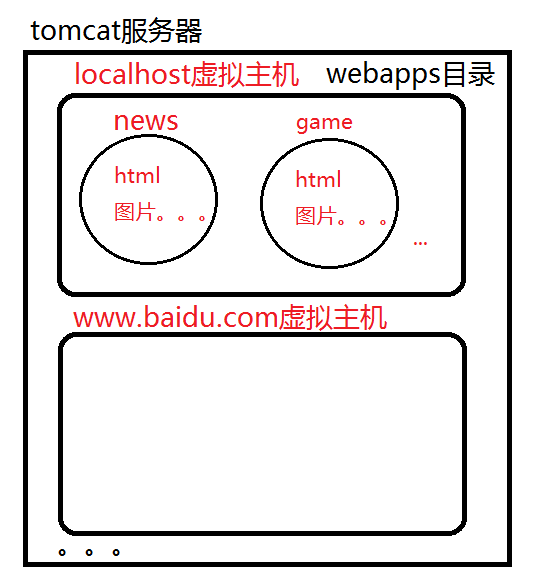 tomcat服务器
localhost虚拟主机 webapps目录
news game
html html
图片。。。 图片。。。
...
www.baidu.com虚拟主机
。。。